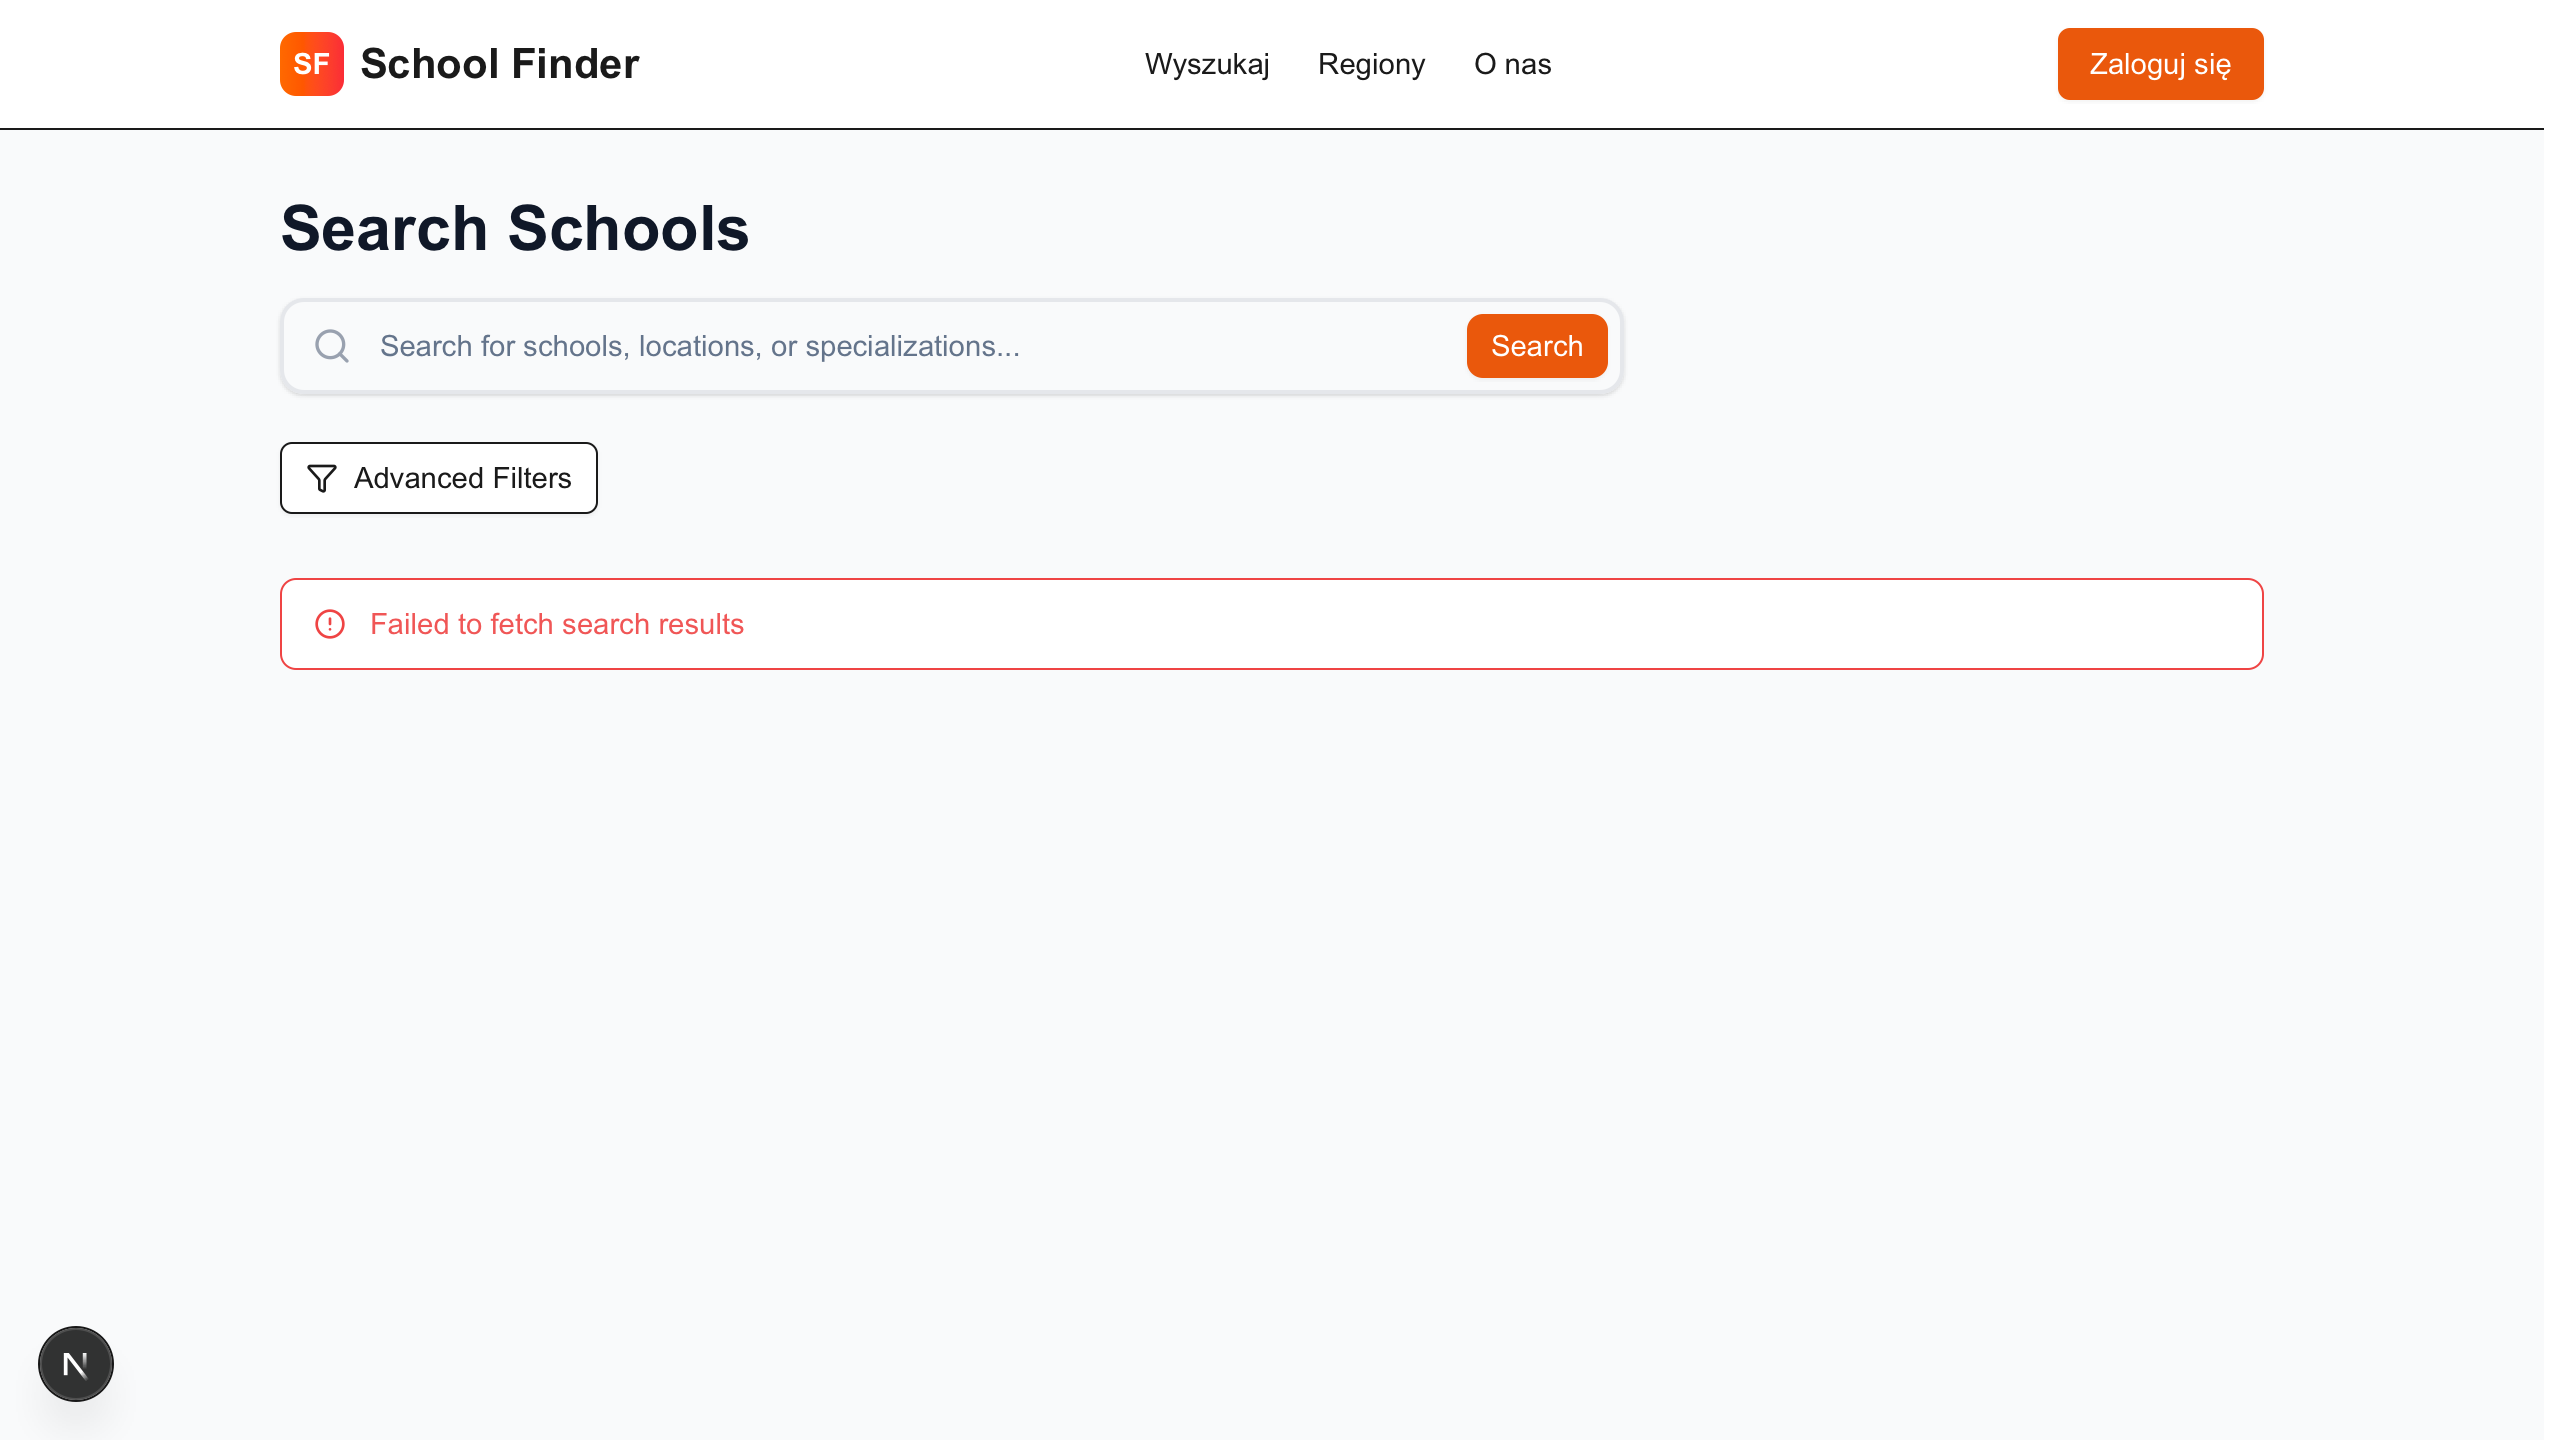 SF School Finder
Wyszukaj Regiony O nas
Zaloguj się
Search Schools
Search for schools, locations, or specializations...
Search
Advanced Filters
Failed to fetch search results
N